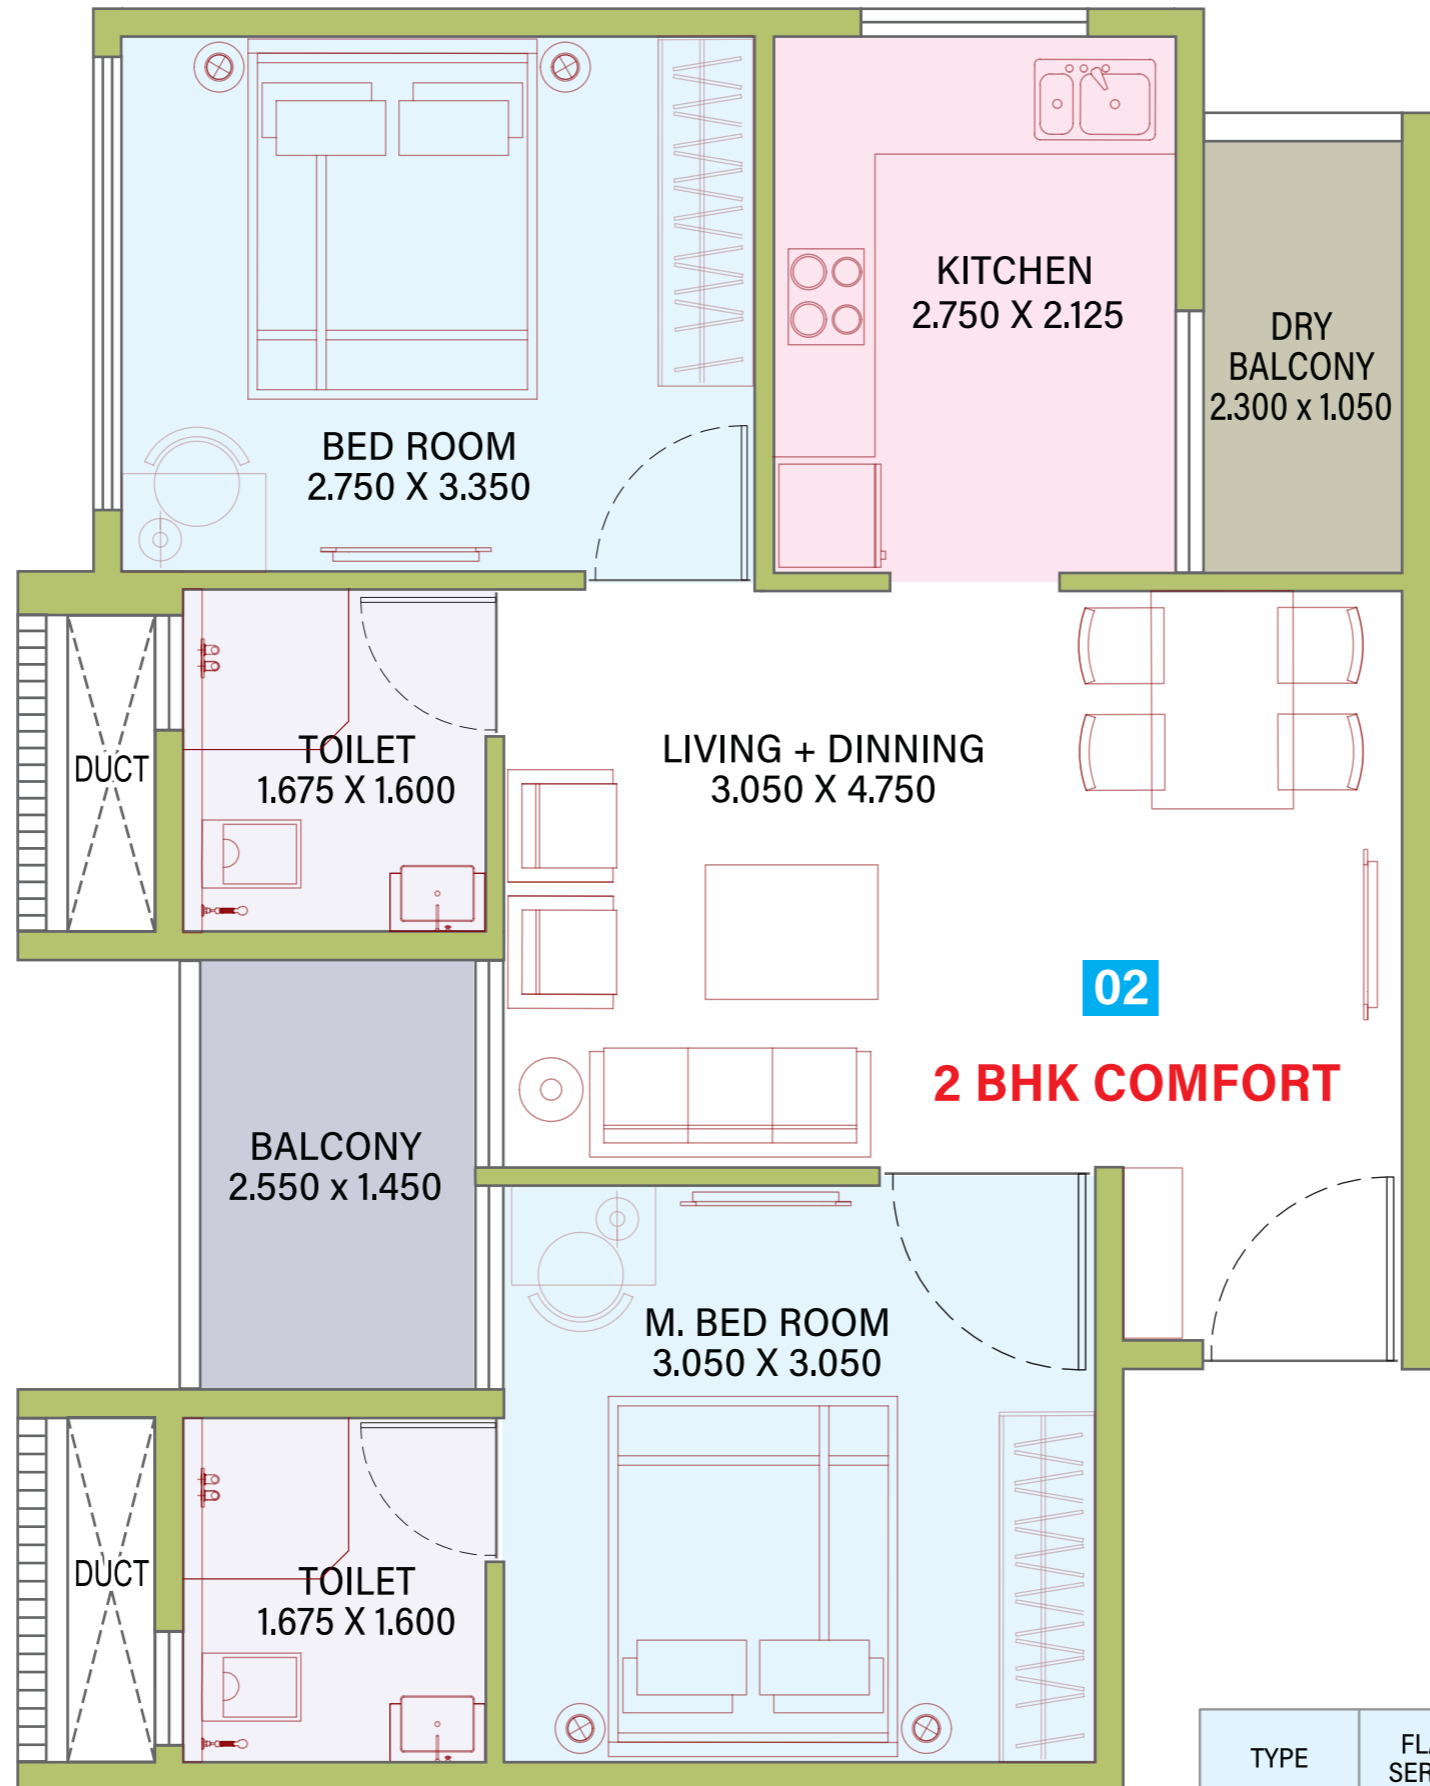 KITCHEN
2.750 X 2.125
DRY
BALCONY
2.300 x 1.050
BED ROOM
2.750 X 3.350
DUCT
TOILET
1.675 X 1.600
LIVING + DINNING
3.050 X 4.750
02
2 BHK COMFORT
BALCONY
2.550 x 1.450
M. BED ROOM
3.050 X 3.050
DUCT
TOILET
1.675 X 1.600
TYPE